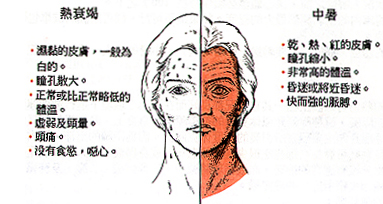 熱衰竭
• 濕黏的皮膚，一般為
白的。
• 瞳孔散大。
• 正常或比正常略低的
體溫
• 虛弱及頭暈。
• 頭痛。
• 沒有食慾，噁心。
中暑
• 乾、熱、紅的皮膚。
• 瞳孔縮小。
• 非常高的體溫。
• 昏迷或將近昏迷。
• 快而強的脈膊。